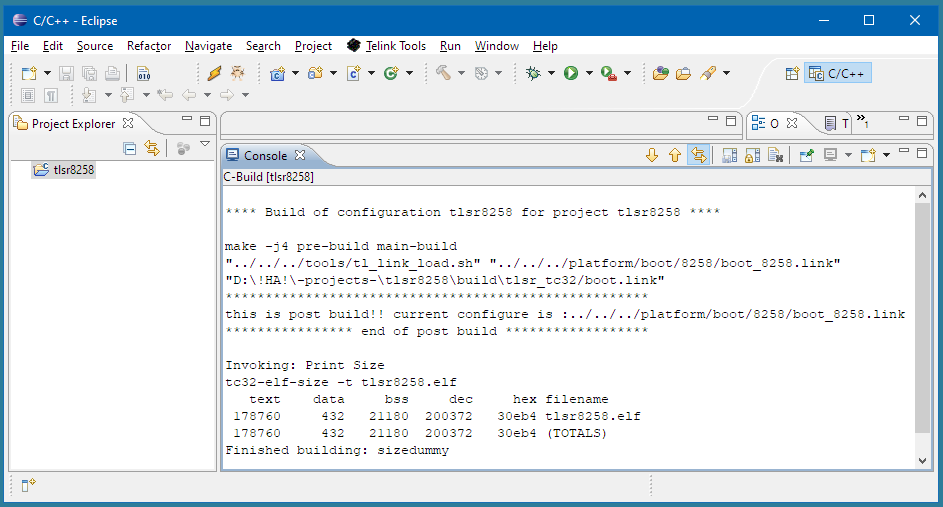 C/C++ - Eclipse
File Edit Source Refactor Navigate Search Project Telink Tools Run Window Help
010
C/C++
Project Explorer
O
T
»1
tlsr8258
Console
C-Build [tlsr8258]
**** Build of configuration tlsr8258 for project tlsr8258 ****
make -j4 pre-build main-build
"../../../tools/tl_link_load.sh" "../../../platform/boot/8258/boot_8258.link"
"D:\!HA!\-projects-\tlsr8258\build\tlsr_tc32/boot.link"
*****************************************************
this is post build!! current configure is :../../../platform/boot/8258/boot_8258.link
**************** end of post build ******************
Invoking: Print Size
tc32-elf-size -t tlsr8258.elf
text data bss dec hex filename
178760 432 21180 200372 30eb4 tlsr8258.elf
178760 432 21180 200372 30eb4 (TOTALS)
Finished building: sizedummy